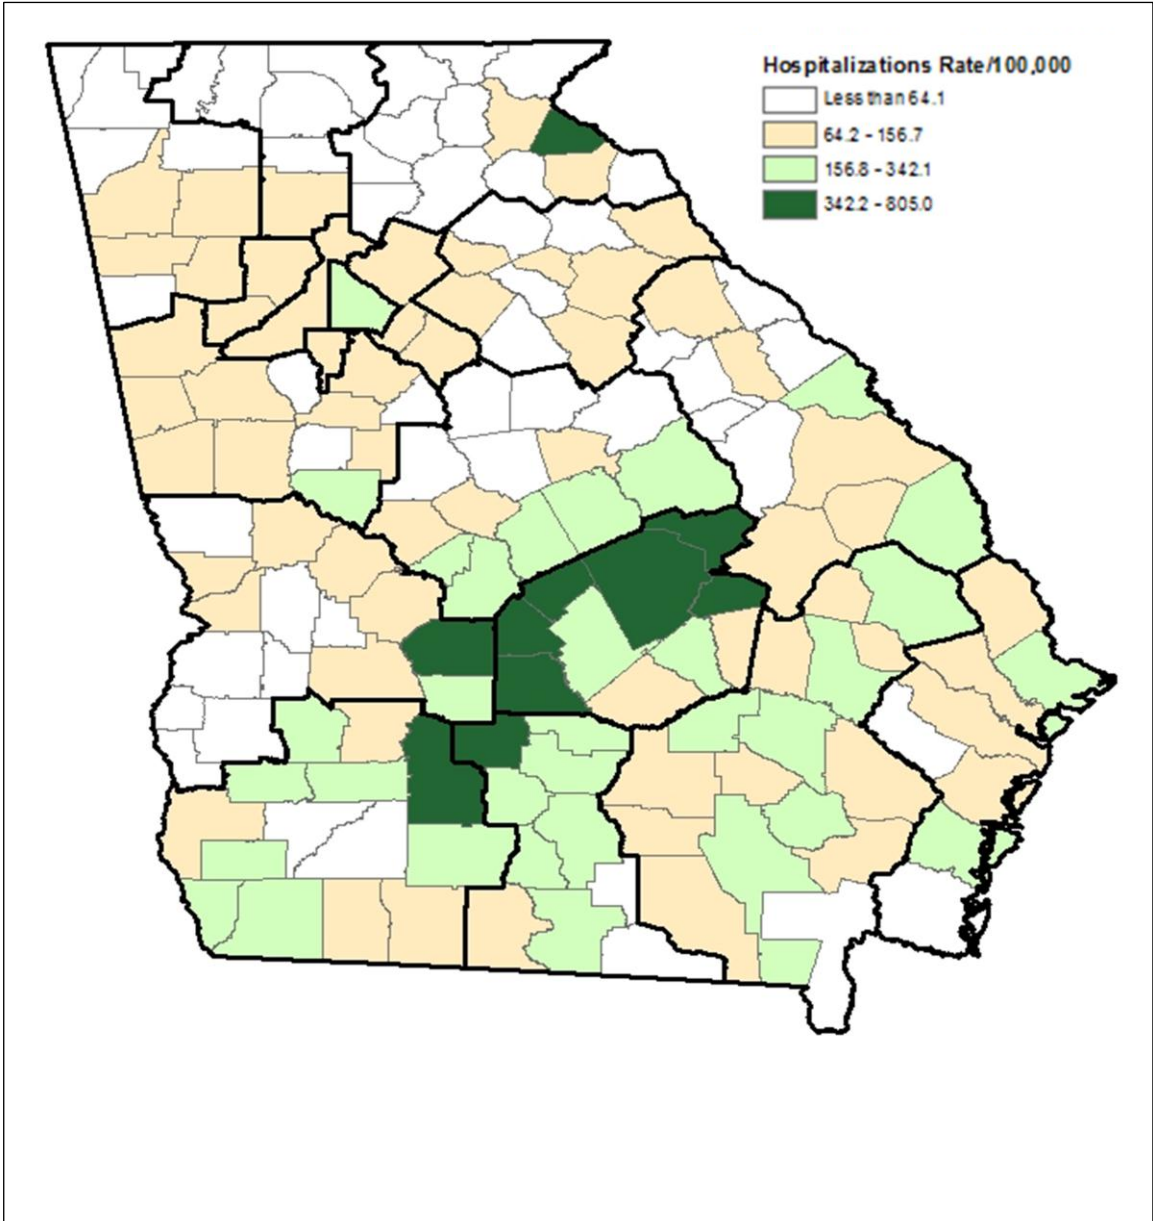 Hospitalizations Rate/100,000
Less than 64.1
64.2 - 156.7
156.8 - 342.1
342.2 - 805.0